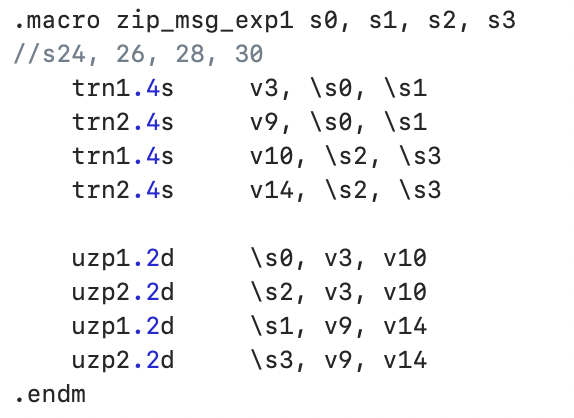 .macro zip_msg_exp1 s0, s1, s2, s3
//s24, 26, 28, 30
trn1.4s v3, \s0, \s1
trn2.4s v9, \s0, \s1
trn1.4s v10, \s2, \s3
trn2.4s v14, \s2, \s3
uzp1.2d \s0, v3, v10
uzp2.2d \s2, v3, v10
uzp1.2d \s1, v9, v14
uzp2.2d \s3, v9, v14
.endm